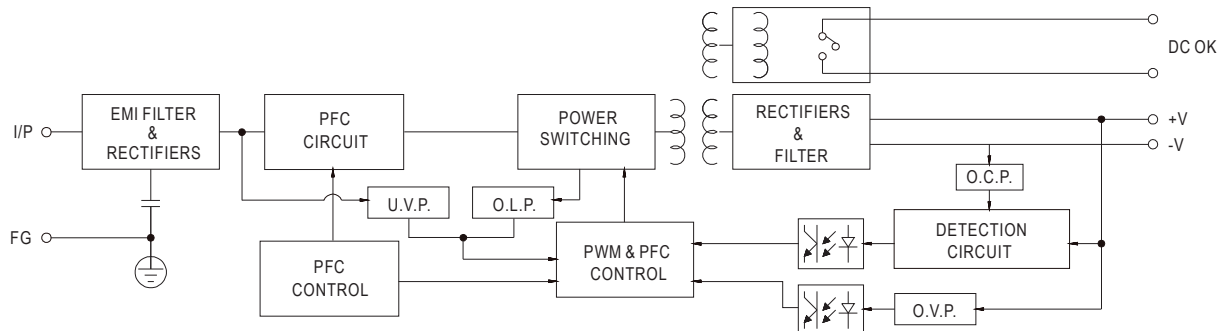 DC OK
I/P
EMI FILTER
&
RECTIFIERS
PFC
CIRCUIT
POWER
SWITCHING
RECTIFIERS
&
FILTER
+V
-V
O.C.P.
U.V.P.
O.L.P.
FG
PFC
CONTROL
PWM & PFC
CONTROL
DETECTION
CIRCUIT
O.V.P.